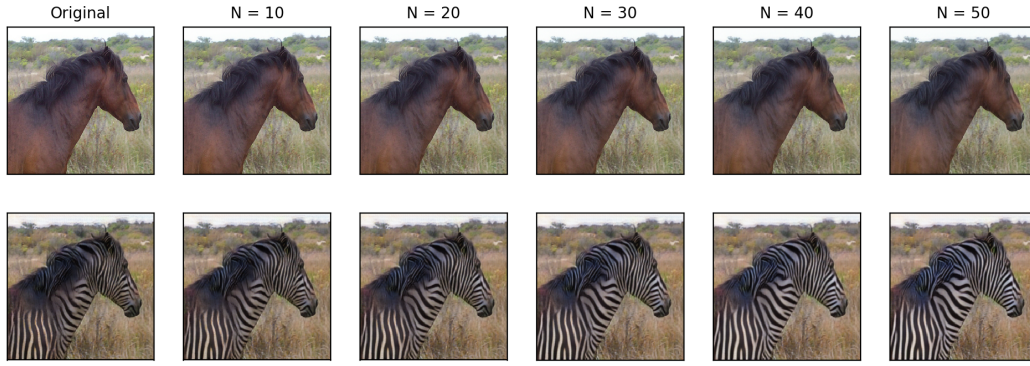 Original N = 10 N = 20 N = 30 N = 40 N = 50